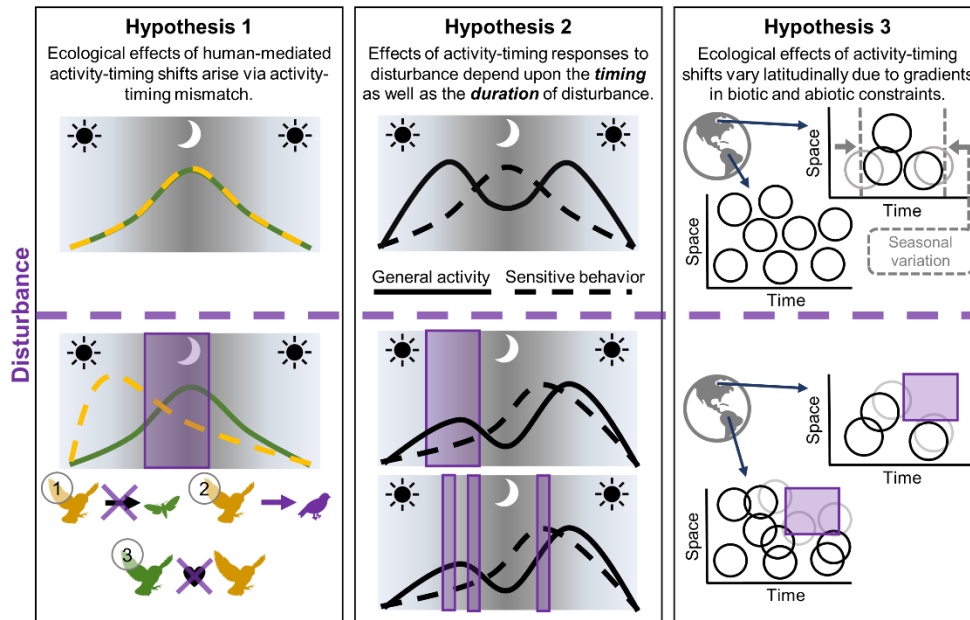 Hypothesis 1
Ecological effects of human-mediated
activity-timing shifts arise via activity-
timing mismatch.
Hypothesis 2
Effects of activity-timing responses to
disturbance depend upon the timing
as well as the duration of disturbance.
General activity
Sensitive behavior
Hypothesis 3
Ecological effects of activity-timing
shifts vary latitudinally due to gradients
in biotic and abiotic constraints.
Space
Time
Space
Time
Seasonal
variation
Disturbance
1
2
3
Space
Time
Space
Time